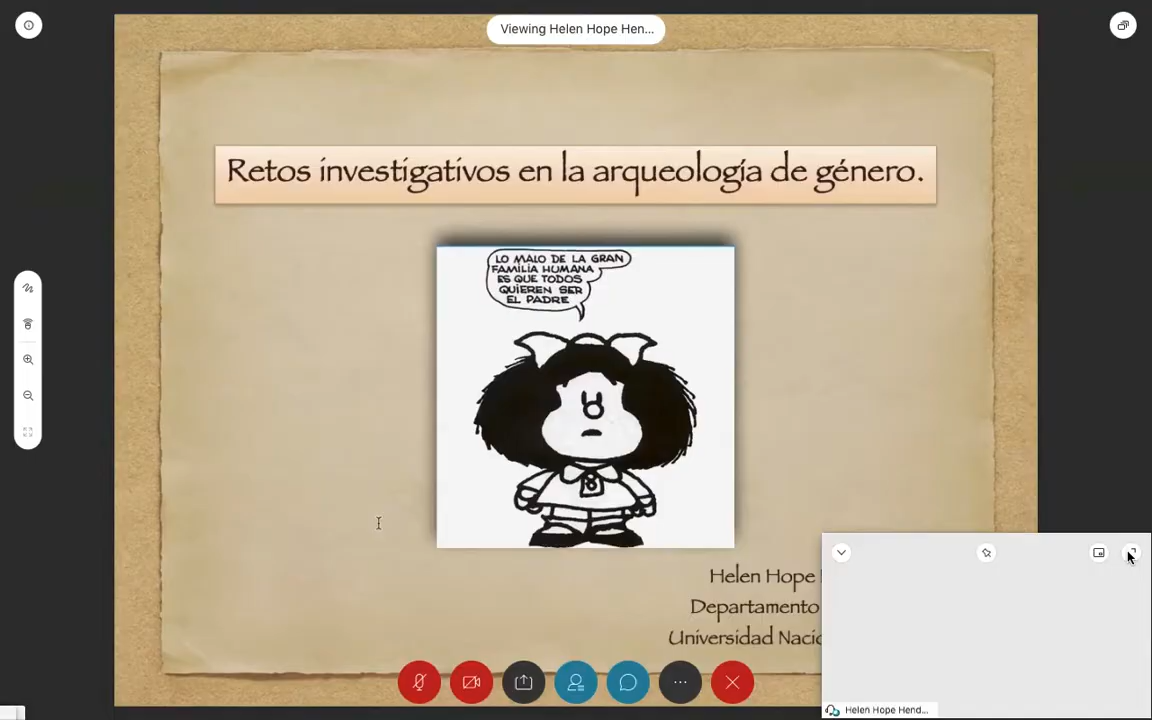 Viewing Helen Hope Hen...
Retos investigativos en la arqueología de género.
LO MALO DE LA GRAN
FAMILIA HUMANA
ES QUE TODOS
QUIEREN SER
EL PADRE
Helen Hope
Departamento
Universidad
Helen Hope Hend...